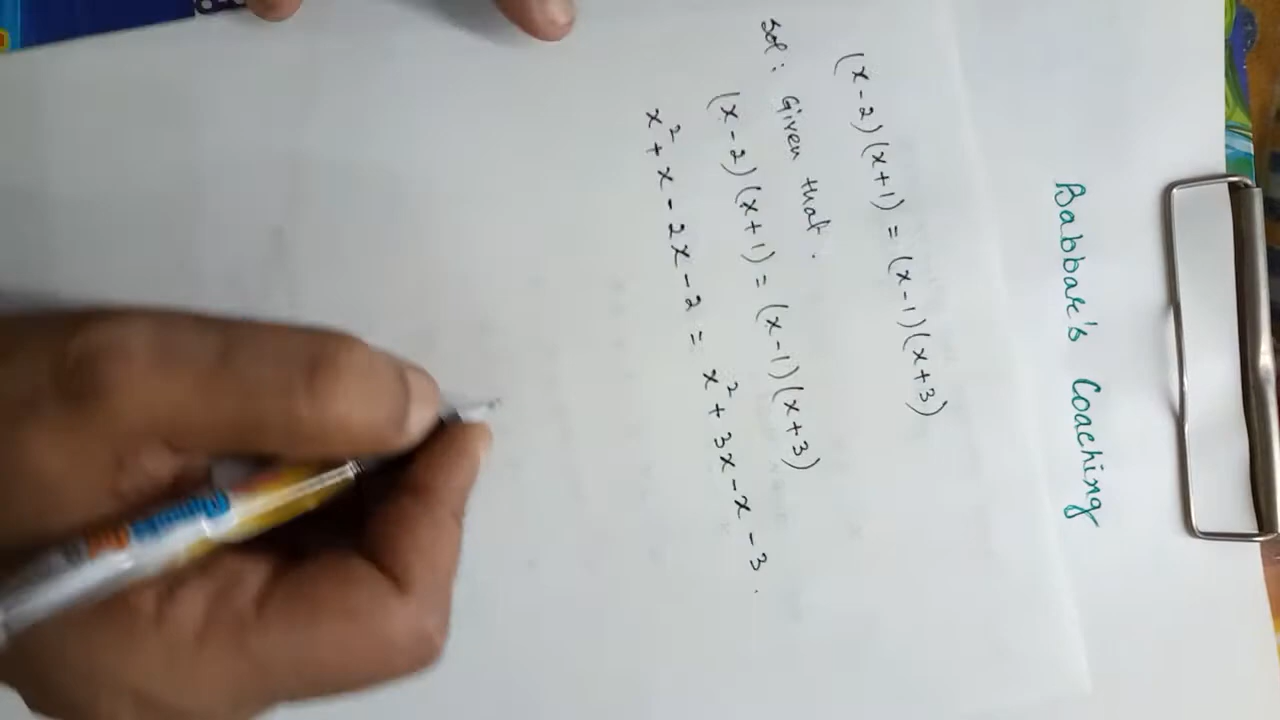 Babbar's Coaching
(x-2)(x+1) = (x-1)(x+3)
Sol: Given that.
(x-2)(x+1) = (x-1)(x+3)
x² + x - 2x - 2 = x² + 3x - x - 3.